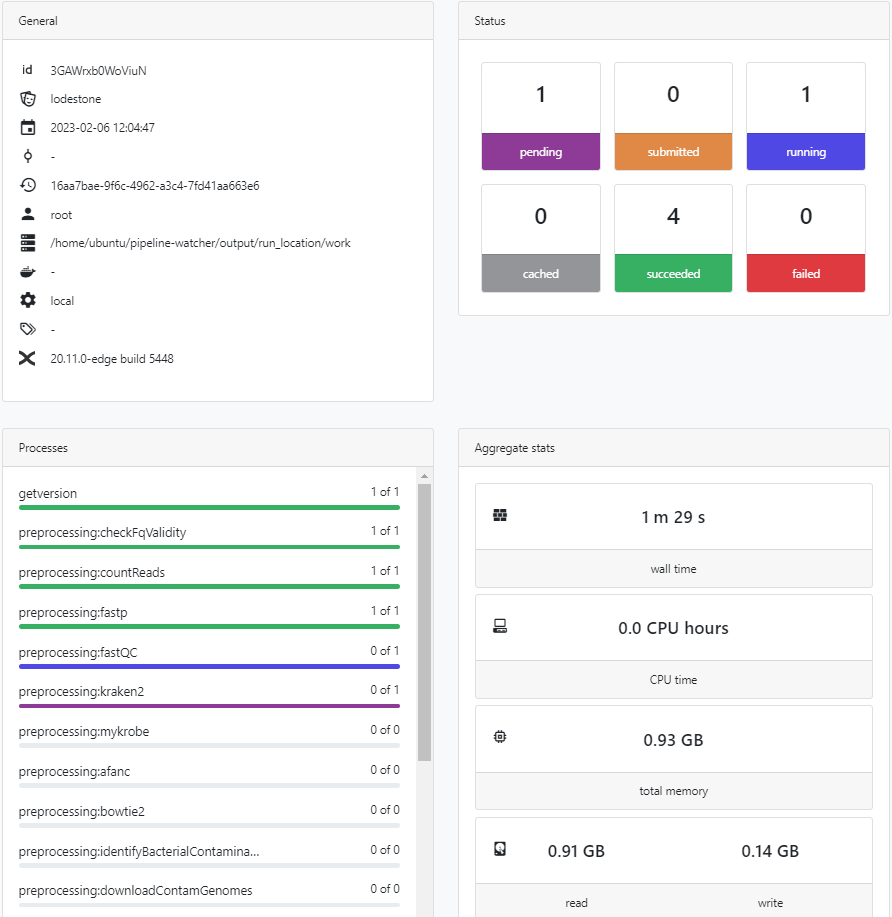 General
id 3GAWrxb0WoViuN
lodestone
2023-02-06 12:04:47
-
16aa7bae-9f6c-4962-a3c4-7fd41aa663e6
root
/home/ubuntu/pipeline-watcher/output/run_location/work
-
local
-
20.11.0-edge build 5448
Status
1 0 1
pending submitted running
0 4 0
cached succeeded failed
Processes
getversion 1 of 1
preprocessing:checkFqValidity 1 of 1
preprocessing:countReads 1 of 1
preprocessing:fastp 1 of 1
preprocessing:fastQC 0 of 1
preprocessing:kraken2 0 of 1
preprocessing:mykrobe 0 of 0
preprocessing:afanc 0 of 0
preprocessing:bowtie2 0 of 0
preprocessing:identifyBacterialContamina... 0 of 0
preprocessing:downloadContamGenomes 0 of 0
Aggregate stats
1 m 29 s
wall time
0.0 CPU hours
CPU time
0.93 GB
total memory
0.91 GB 0.14 GB
read write